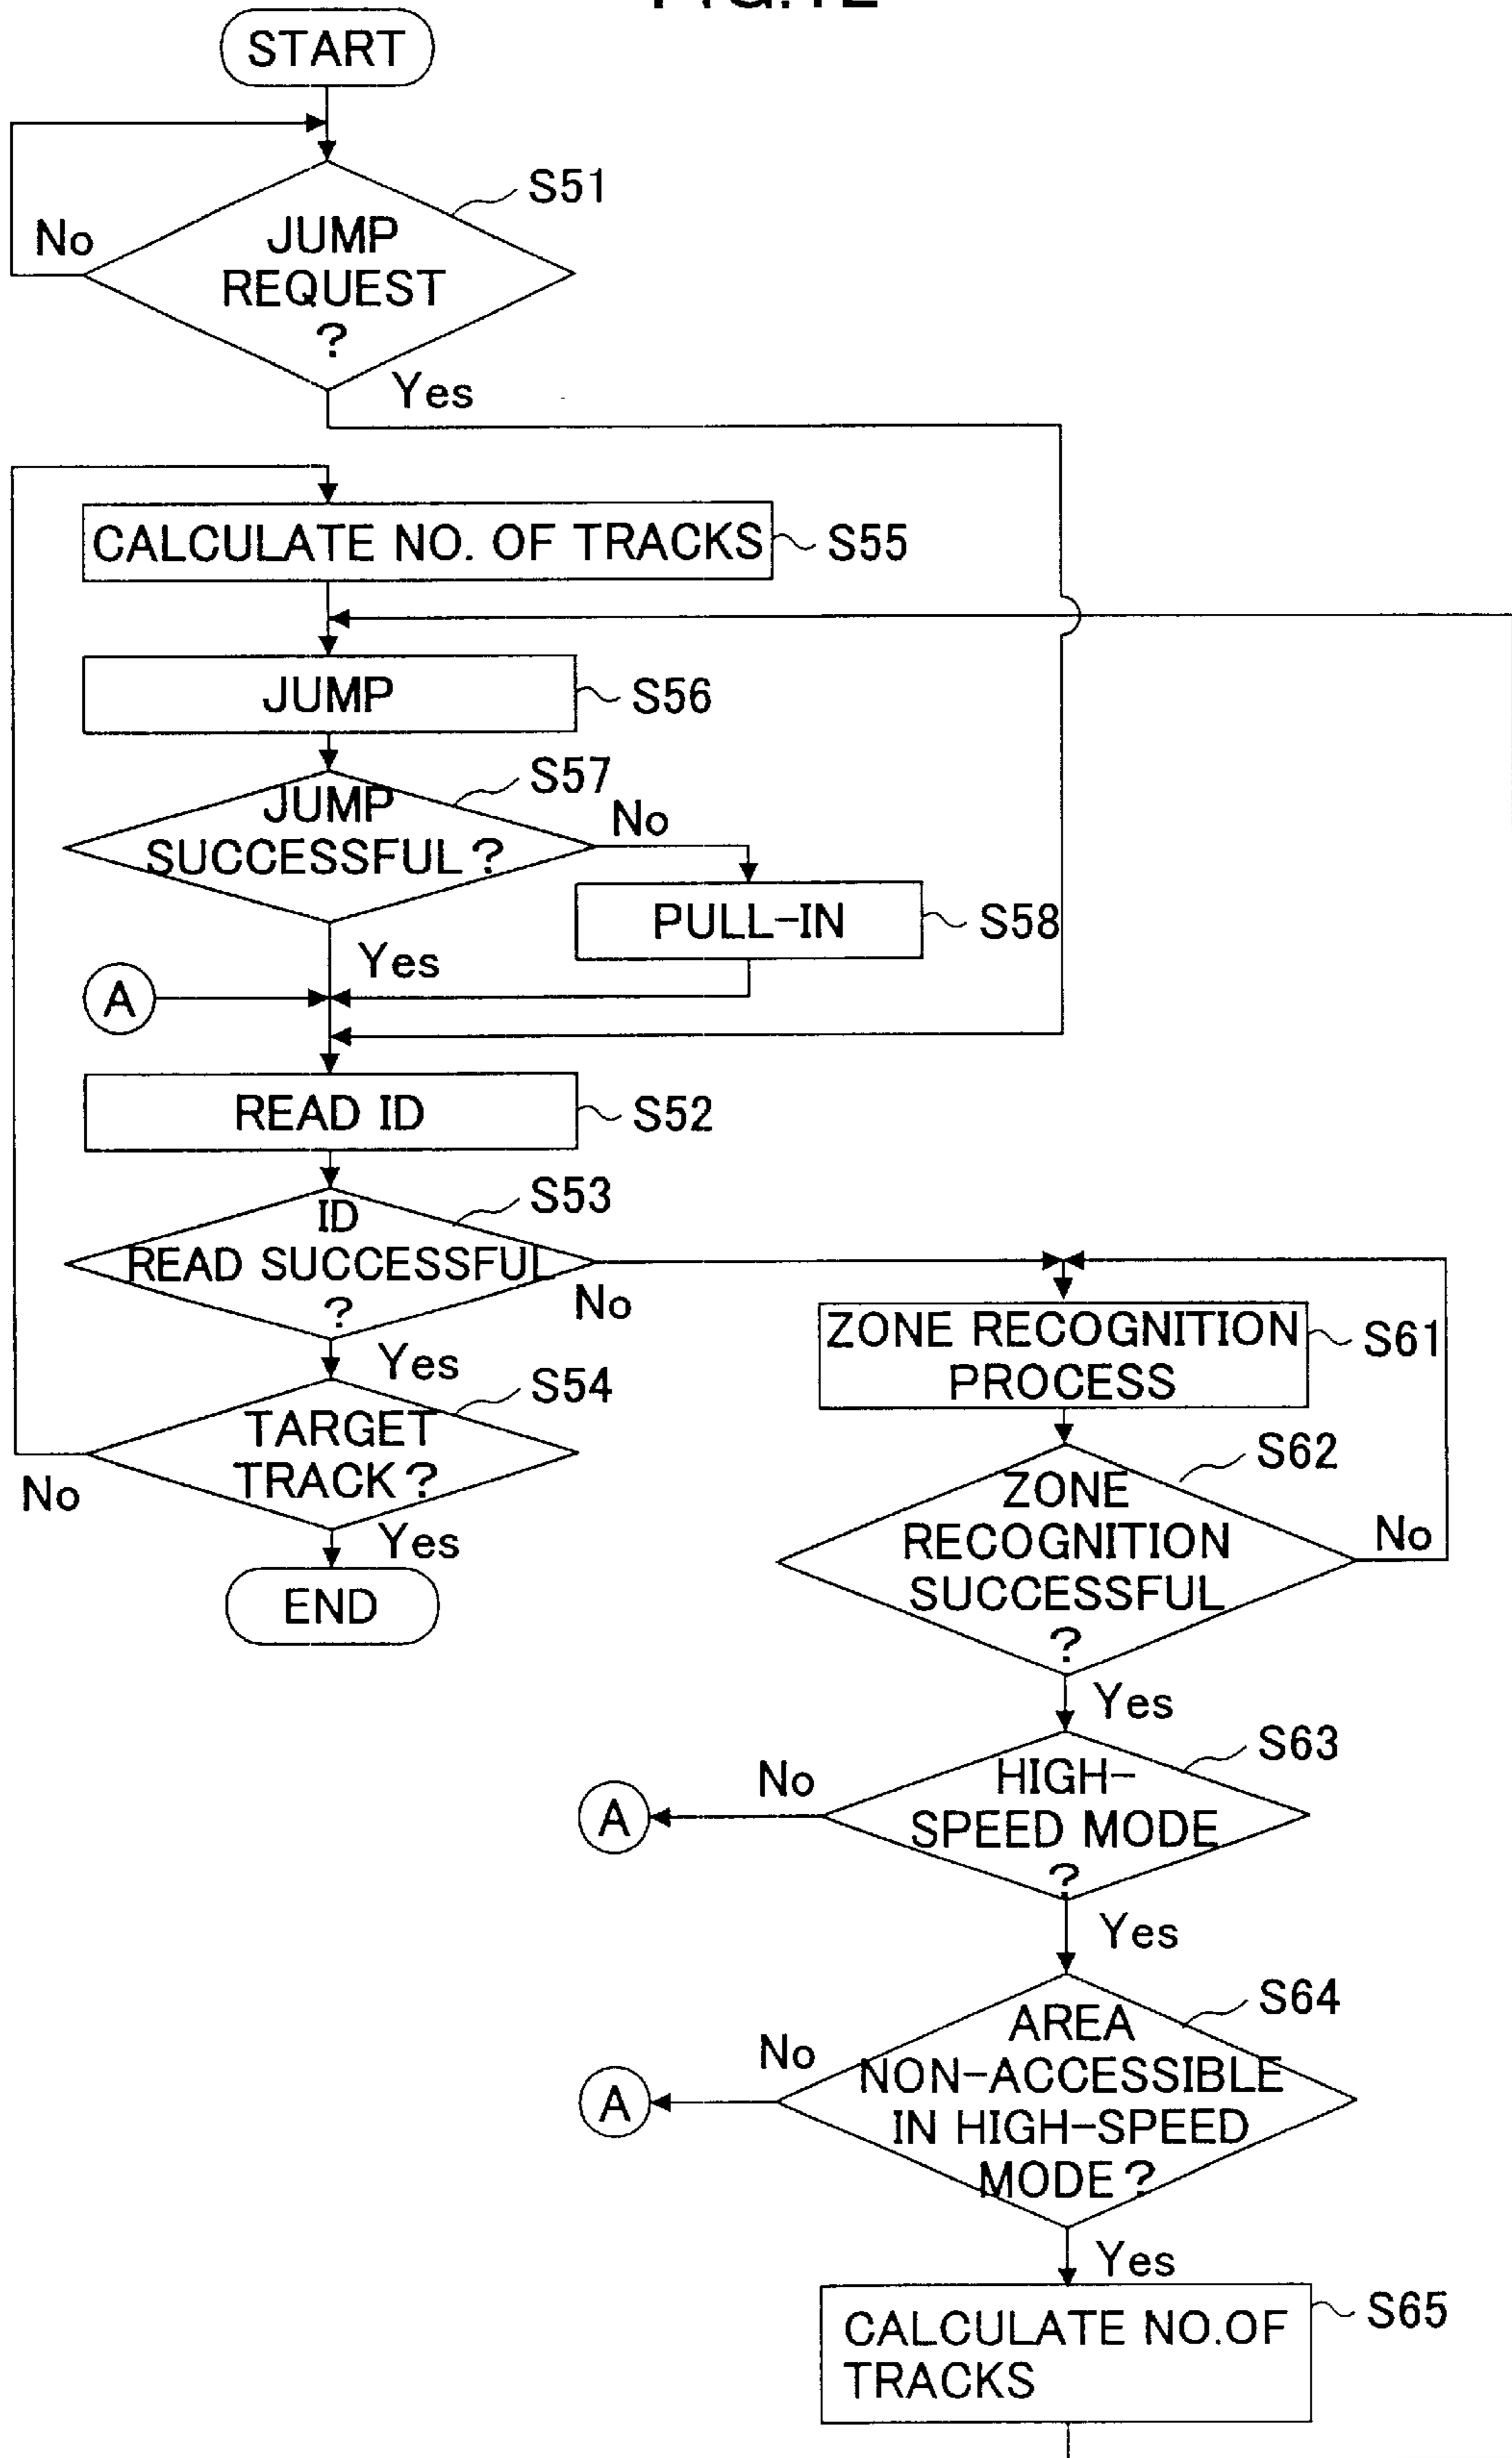 START
S51
No
JUMP
REQUEST
?
Yes
CALCULATE NO. OF TRACKS
S55
JUMP
S56
S57
JUMP
SUCCESSFUL?
No
PULL-IN
S58
Yes
A
READ ID
S52
S53
ID
READ SUCCESSFUL
?
No
ZONE RECOGNITION
PROCESS
S61
Yes
S54
TARGET
TRACK?
No
Yes
END
S62
ZONE
RECOGNITION
SUCCESSFUL
?
No
Yes
S63
No
HIGH-
SPEED MODE
?
A
Yes
S64
No
AREA
NON-ACCESSIBLE
IN HIGH-SPEED
MODE?
A
Yes
S65
CALCULATE NO.OF
TRACKS